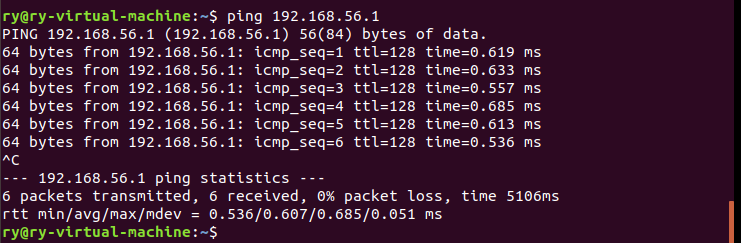 ry@ry-virtual-machine:~$ ping 192.168.56.1
PING 192.168.56.1 (192.168.56.1) 56(84) bytes of data.
64 bytes from 192.168.56.1: icmp_seq=1 ttl=128 time=0.619 ms
64 bytes from 192.168.56.1: icmp_seq=2 ttl=128 time=0.633 ms
64 bytes from 192.168.56.1: icmp_seq=3 ttl=128 time=0.557 ms
64 bytes from 192.168.56.1: icmp_seq=4 ttl=128 time=0.685 ms
64 bytes from 192.168.56.1: icmp_seq=5 ttl=128 time=0.613 ms
64 bytes from 192.168.56.1: icmp_seq=6 ttl=128 time=0.536 ms
^C
--- 192.168.56.1 ping statistics ---
6 packets transmitted, 6 received, 0% packet loss, time 5106ms
rtt min/avg/max/mdev = 0.536/0.607/0.685/0.051 ms
ry@ry-virtual-machine:~$